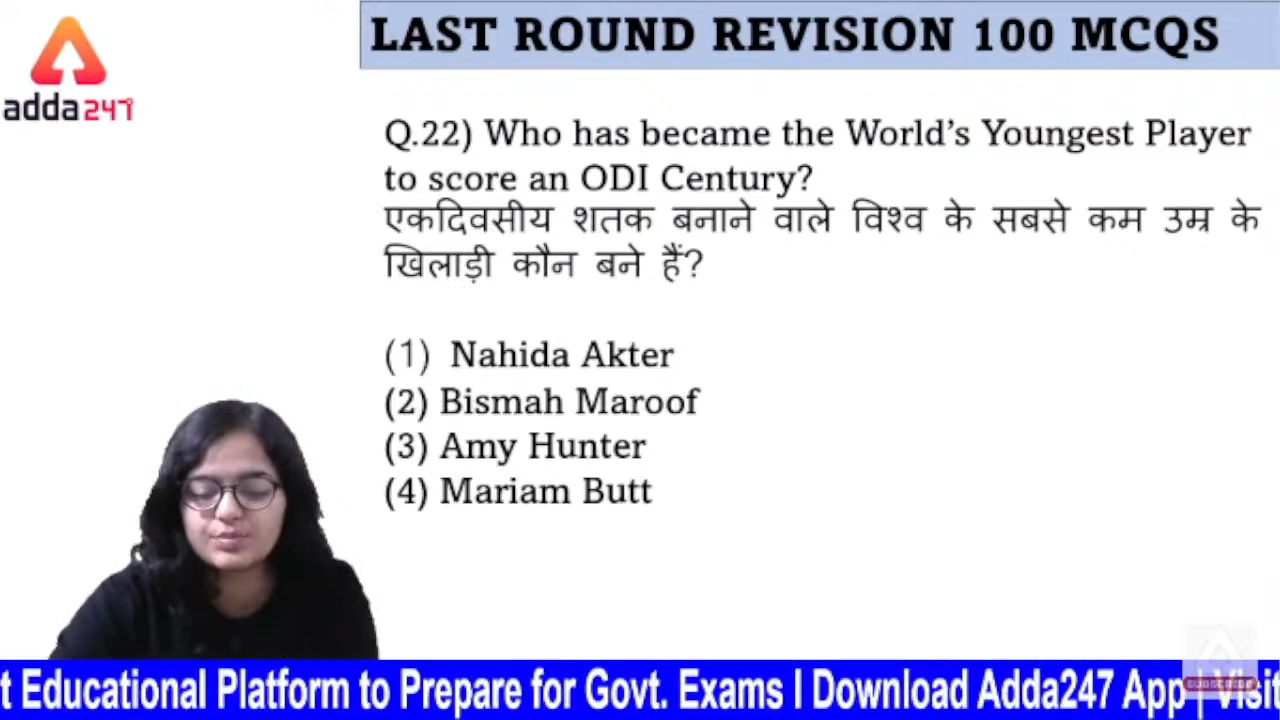 LAST ROUND REVISION 100 MCQS
adda247
Q.22) Who has became the World's Youngest Player
to score an ODI Century?
एकदिवसीय शतक बनाने वाले विश्व के सबसे कम उम्र के
खिलाड़ी कौन बने हैं?
(1) Nahida Akter
(2) Bismah Maroof
(3) Amy Hunter
(4) Mariam Butt
SUBSCRIBE
t Educational Platform to Prepare for Govt. Exams I Download Adda247 App | Visit